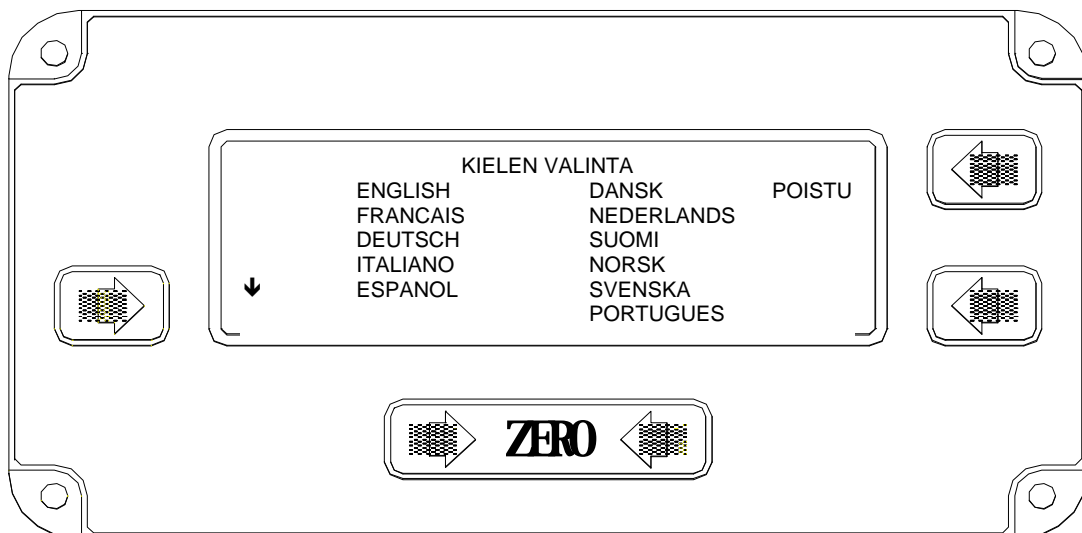 KIELEN VALINTA
ENGLISH DANSK POISTU
FRANCAIS NEDERLANDS
DEUTSCH SUOMI
ITALIANO NORSK
ESPANOL SVENSKA
PORTUGUES
ZERO